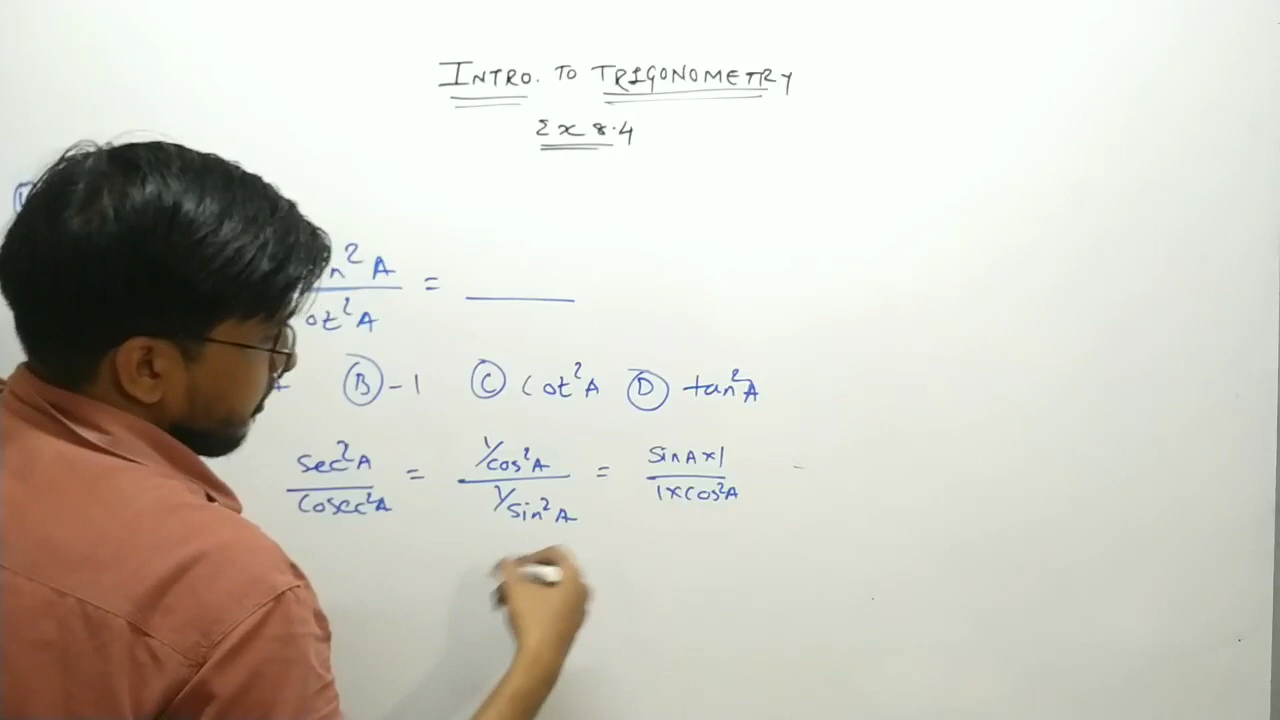 INTRO. TO TRIGONOMETRY
Ex 8.4
n²A = ______
ot²A
B -1 C Cot²A D tan²A
sec²A / Cosec²A = 1/cos²A / 1/Sin²A = SinA×1 / 1×Cos²A